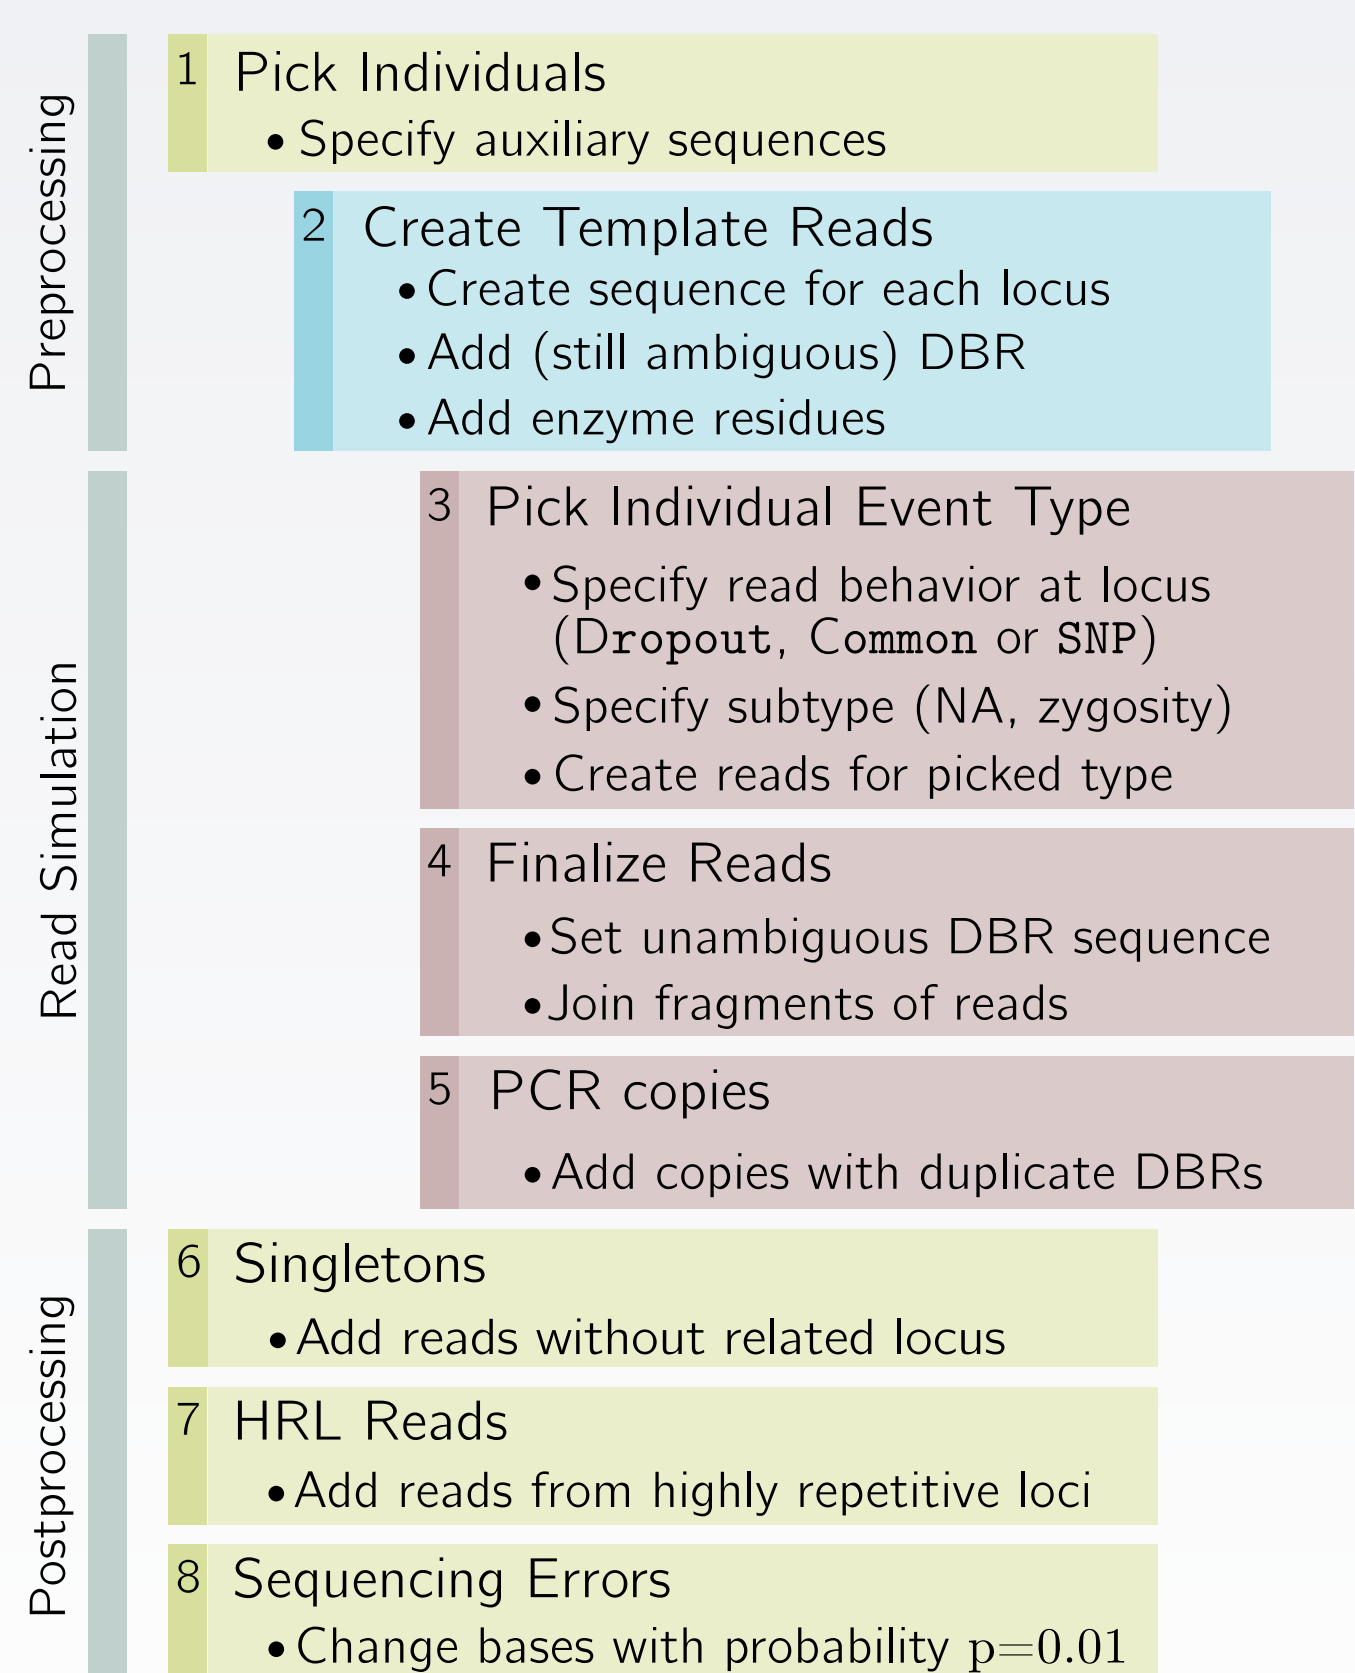 Preprocessing
1 Pick Individuals
• Specify auxiliary sequences
2 Create Template Reads
• Create sequence for each locus
• Add (still ambiguous) DBR
• Add enzyme residues
Read Simulation
3 Pick Individual Event Type
• Specify read behavior at locus
(Dropout, Common or SNP)
• Specify subtype (NA, zygosity)
• Create reads for picked type
4 Finalize Reads
• Set unambiguous DBR sequence
• Join fragments of reads
5 PCR copies
• Add copies with duplicate DBRs
Postprocessing
6 Singletons
• Add reads without related locus
7 HRL Reads
• Add reads from highly repetitive loci
8 Sequencing Errors
• Change bases with probability p=0.01